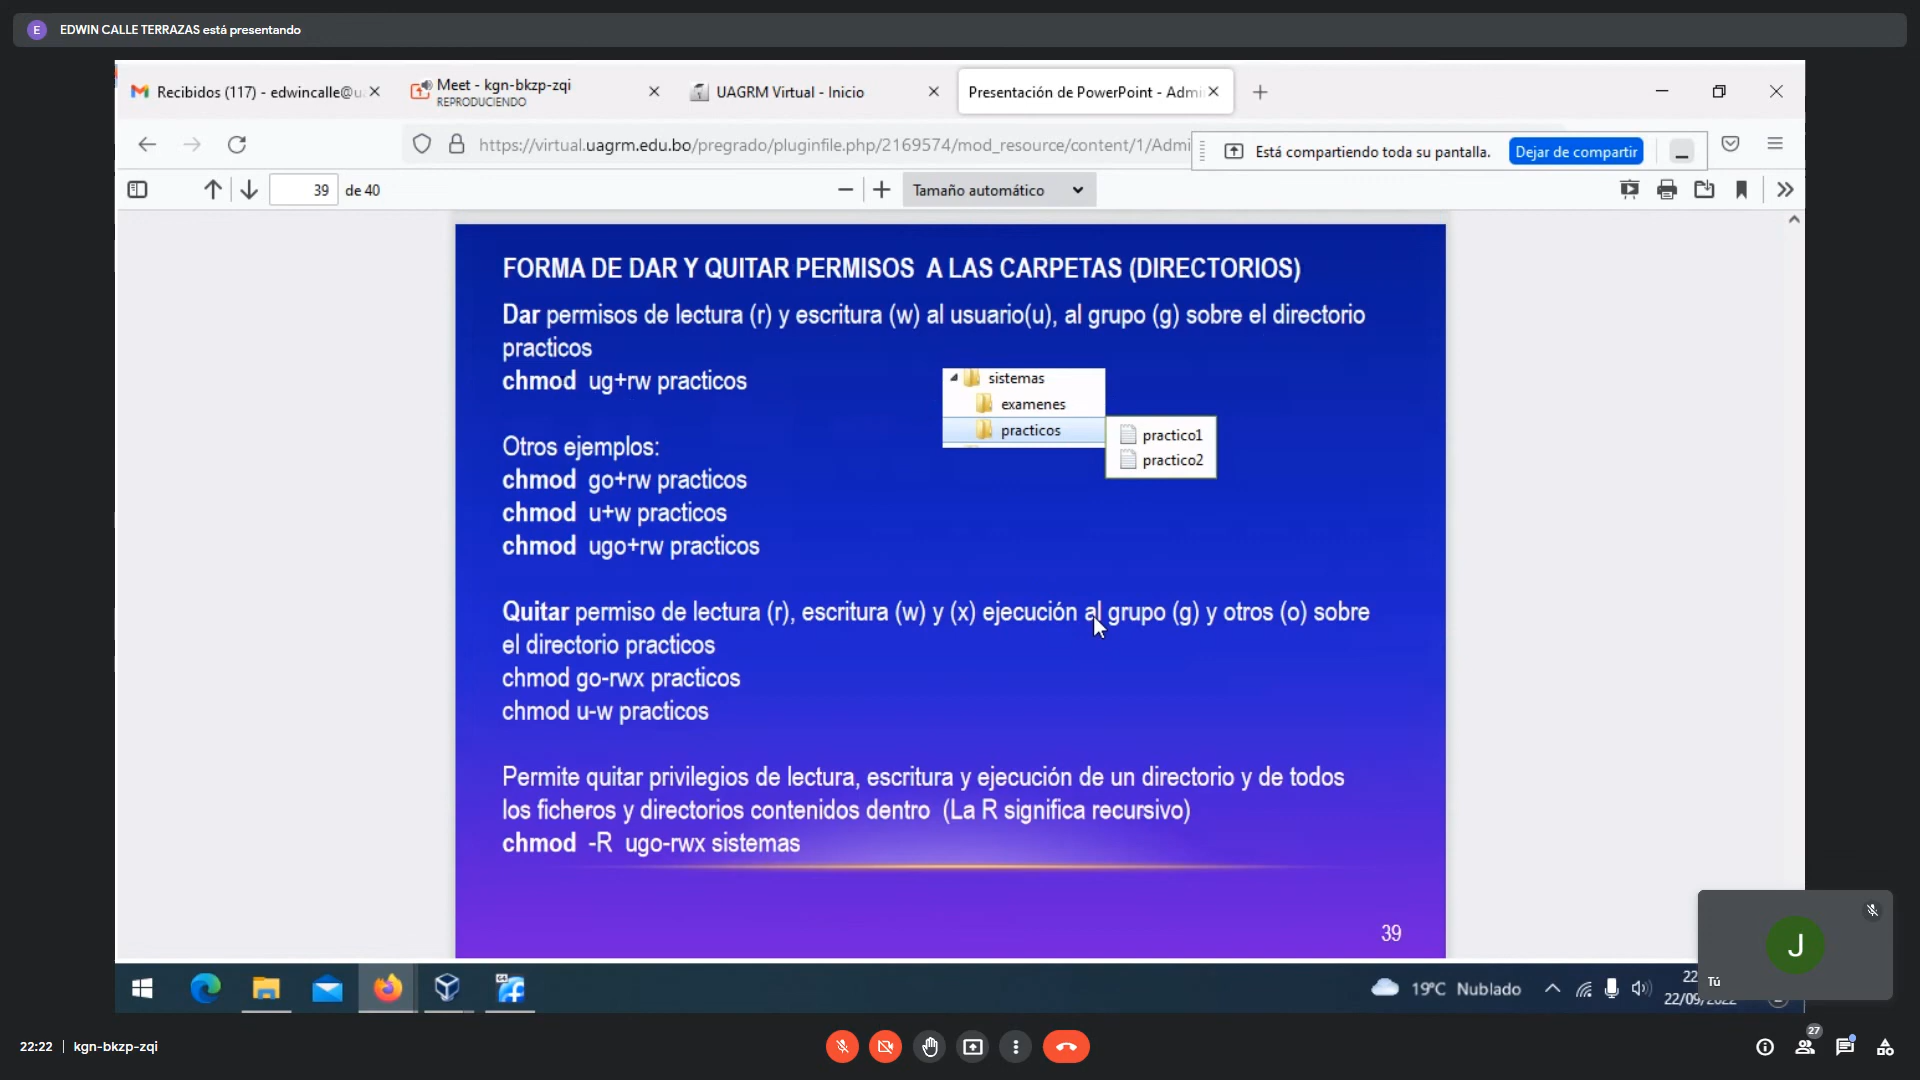 E EDWIN CALLE TERRAZAS está presentando
Recibidos (117) - edwincalle@u
Meet - kgn-bkzp-zqi
REPRODUCIENDO
UAGRM Virtual - Inicio
Presentación de PowerPoint - Admi
https://virtual.uagrm.edu.bo/pregrado/pluginfile.php/2169574/mod_resource/content/1/Admi
Está compartiendo toda su pantalla.
Dejar de compartir
39 de 40
Tamaño automático
FORMA DE DAR Y QUITAR PERMISOS A LAS CARPETAS (DIRECTORIOS)
Dar permisos de lectura (r) y escritura (w) al usuario(u), al grupo (g) sobre el directorio
practicos
chmod ug+rw practicos
sistemas
examenes
practicos
practico1
practico2
Otros ejemplos:
chmod go+rw practicos
chmod u+w practicos
chmod ugo+rw practicos
Quitar permiso de lectura (r), escritura (w) y (x) ejecución al grupo (g) y otros (o) sobre
el directorio practicos
chmod go-rwx practicos
chmod u-w practicos
Permite quitar privilegios de lectura, escritura y ejecución de un directorio y de todos
los ficheros y directorios contenidos dentro (La R significa recursivo)
chmod -R ugo-rwx sistemas
39
J
Tú
19°C Nublado
22
22/09/2022
22:22 | kgn-bkzp-zqi
27